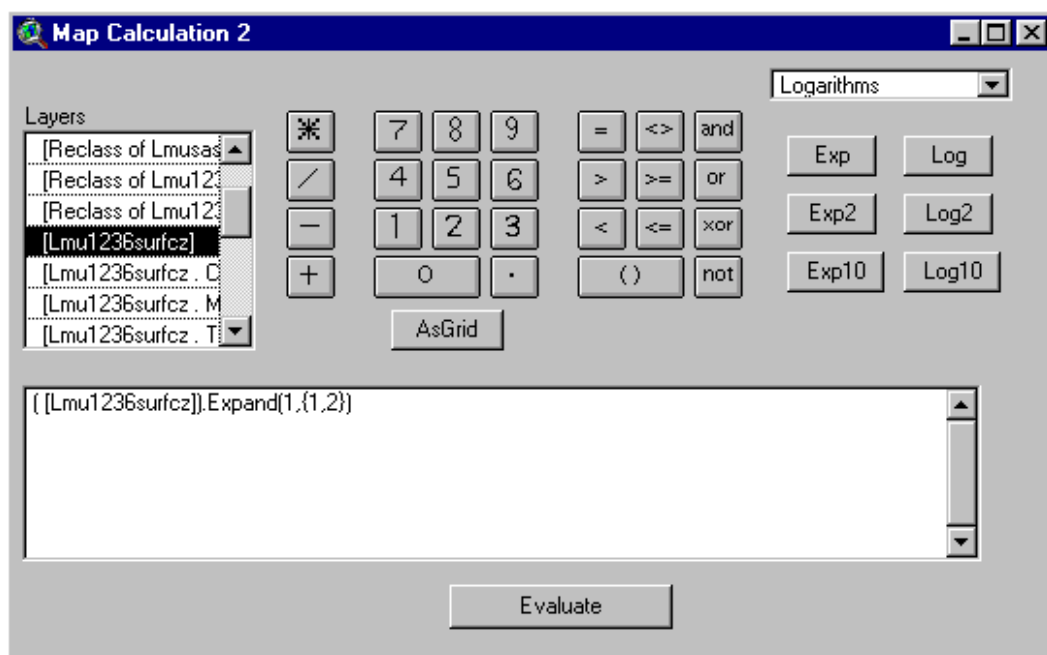 Map Calculation 2
Logarithms
Layers
[Reclass of Lmusas
[Reclass of Lmu123
[Reclass of Lmu123
[Lmu1236surfcz]
[Lmu1236surfcz . C
[Lmu1236surfcz . M
[Lmu1236surfcz . T
* 7 8 9 = <> and
/ 4 5 6 > >= or
- 1 2 3 < <= xor
+ 0 . ( ) not
AsGrid
Exp Log
Exp2 Log2
Exp10 Log10
( [Lmu1236surfcz]).Expand(1,{1,2})
Evaluate